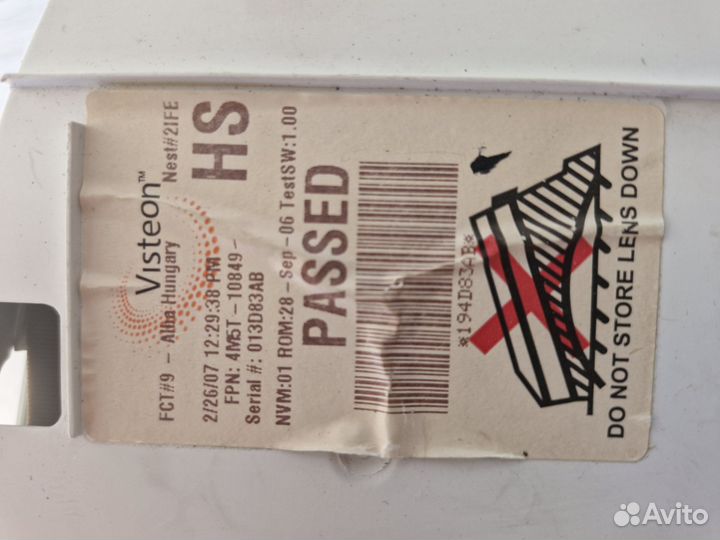 Visteon™
FCT#9 - Alba Hungary Nest#2IFE
HS
2/26/07 12:29:38 PM
FPN: 4M5T-10849-
Serial #: 013D83AB
NVM:01 ROM:28-Sep-06 TestSW:1.00
PASSED
*194D83AB*
DO NOT STORE LENS DOWN
Avito